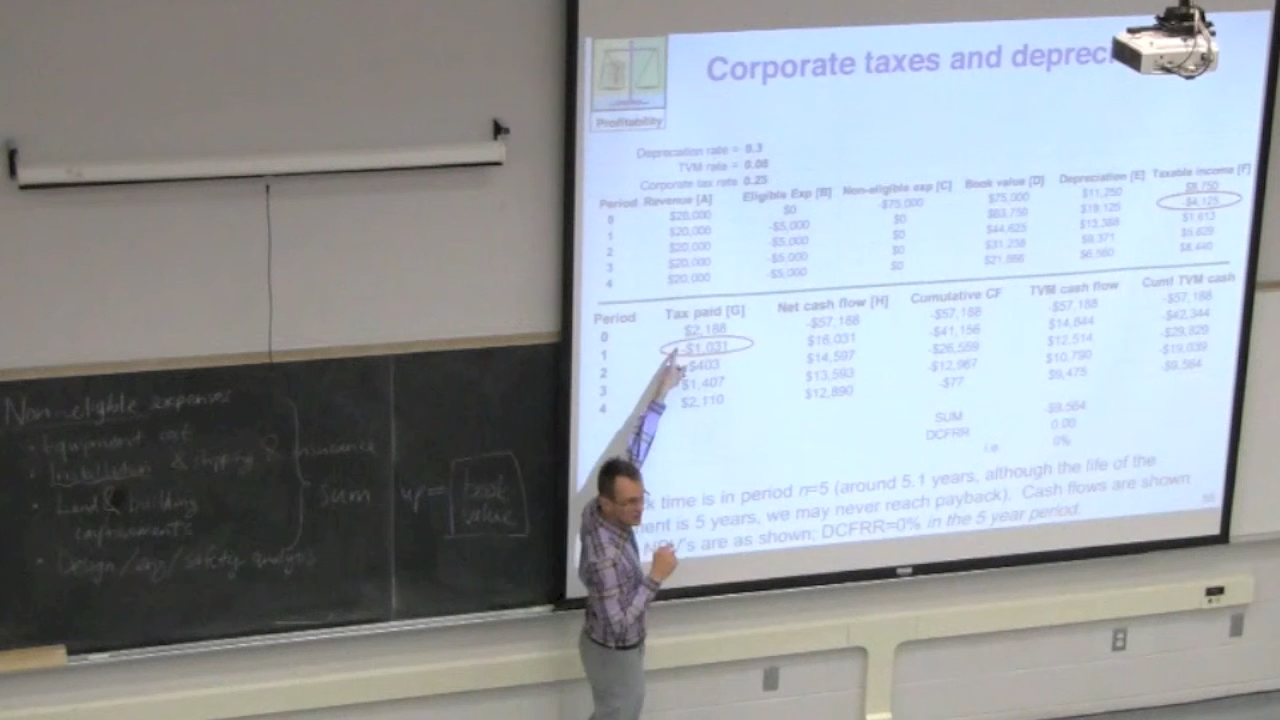 Corporate taxes and depreci
Profitability
Depreciation rate = 0.3
TVM rate = 0.08
Corporate tax rate 0.25
Period Revenue [A] Eligible Exp [B] Non-eligible exp [C] Book value [D] Depreciation [E] Taxable income [F]
0 $20,000 $0 -$75,000 $75,000 $11,250 $8,750
1 $20,000 -$5,000 $0 $63,750 $19,125 -$4,125
2 $20,000 -$5,000 $0 $44,625 $13,388 $1,613
3 $20,000 -$5,000 $0 $31,238 $9,371 $5,629
4 $20,000 -$5,000 $0 $21,866 $6,560 $8,440
Period Tax paid [G] Net cash flow [H] Cumulative CF TVM cash flow Cuml TVM cash
0 $2,188 -$57,188 -$57,188 -$57,188 -$57,188
1 -$1,031 $16,031 -$41,156 $14,844 -$42,344
2 $403 $14,597 -$26,559 $12,514 -$29,829
3 $1,407 $13,593 -$12,967 $10,790 -$19,039
4 $2,110 $12,890 -$77 $9,475 -$9,564
SUM -$9,564
DCFRR 0.00
i.e. 0%
k time is in period n=5 (around 5.1 years, although the life of the
ment is 5 years, we may never reach payback). Cash flows are shown
NPV's are as shown; DCFRR=0% in the 5 year period.
Non-eligible expenses
• Equipment cost
• Installation & shipping & insurance
• Land & building
• Design/eng/safety analysis
sum up = book value